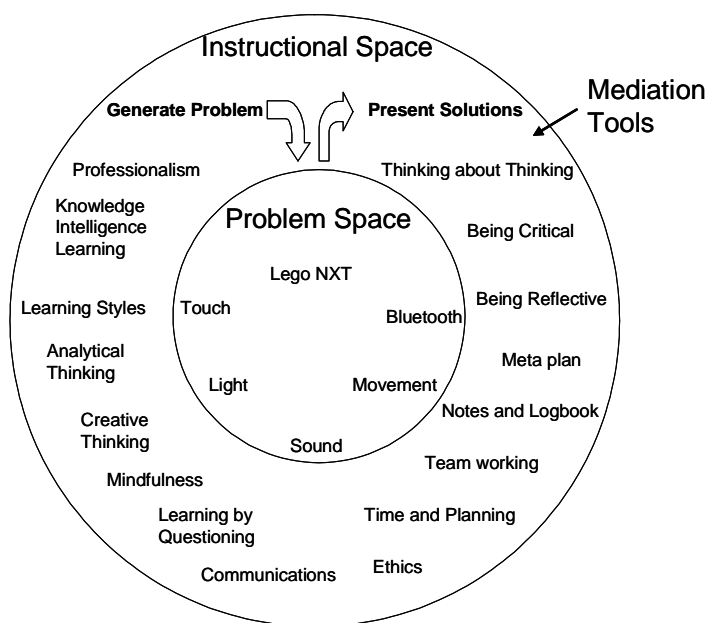 Instructional Space
Generate Problem
Present Solutions
Mediation
Tools
Professionalism
Thinking about Thinking
Knowledge
Intelligence
Learning
Problem Space
Being Critical
Lego NXT
Learning Styles
Touch
Bluetooth
Being Reflective
Analytical
Thinking
Light
Movement
Meta plan
Creative
Thinking
Sound
Notes and Logbook
Mindfulness
Team working
Learning by
Questioning
Time and Planning
Communications
Ethics